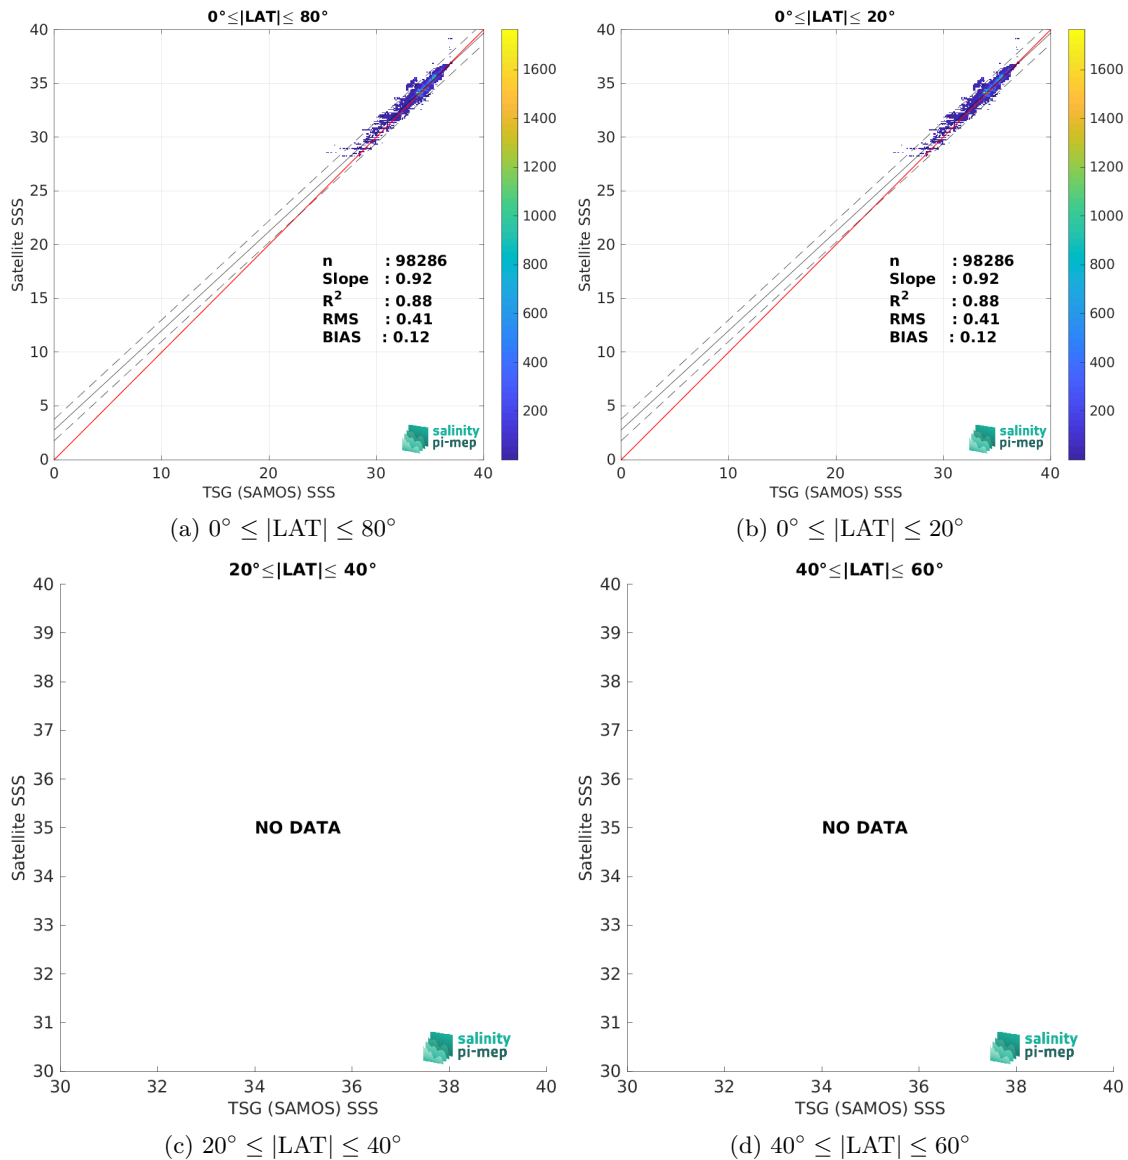 0°≤|LAT|≤ 80°
40
35
30
25
20
15
10
5
0
Satellite SSS
0
10
20
30
40
TSG (SAMOS) SSS
n : 98286
Slope : 0.92
R² : 0.88
RMS : 0.41
BIAS : 0.12
salinity
pi-mep
1600
1400
1200
1000
800
600
400
200
(a) 0° ≤ |LAT| ≤ 80°
0°≤|LAT|≤ 20°
40
35
30
25
20
15
10
5
0
Satellite SSS
0
10
20
30
40
TSG (SAMOS) SSS
n : 98286
Slope : 0.92
R² : 0.88
RMS : 0.41
BIAS : 0.12
salinity
pi-mep
1600
1400
1200
1000
800
600
400
200
(b) 0° ≤ |LAT| ≤ 20°
20°≤|LAT|≤ 40°
40
39
38
37
36
35
34
33
32
31
30
Satellite SSS
NO DATA
salinity
pi-mep
30
32
34
36
38
40
TSG (SAMOS) SSS
(c) 20° ≤ |LAT| ≤ 40°
40°≤|LAT|≤ 60°
40
39
38
37
36
35
34
33
32
31
30
Satellite SSS
NO DATA
salinity
pi-mep
30
32
34
36
38
40
TSG (SAMOS) SSS
(d) 40° ≤ |LAT| ≤ 60°